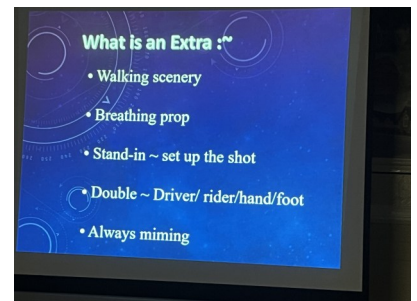 What is an Extra :~
• Walking scenery
• Breathing prop
• Stand-in ~ set up the shot
• Double ~ Driver/ rider/hand/foot
• Always miming